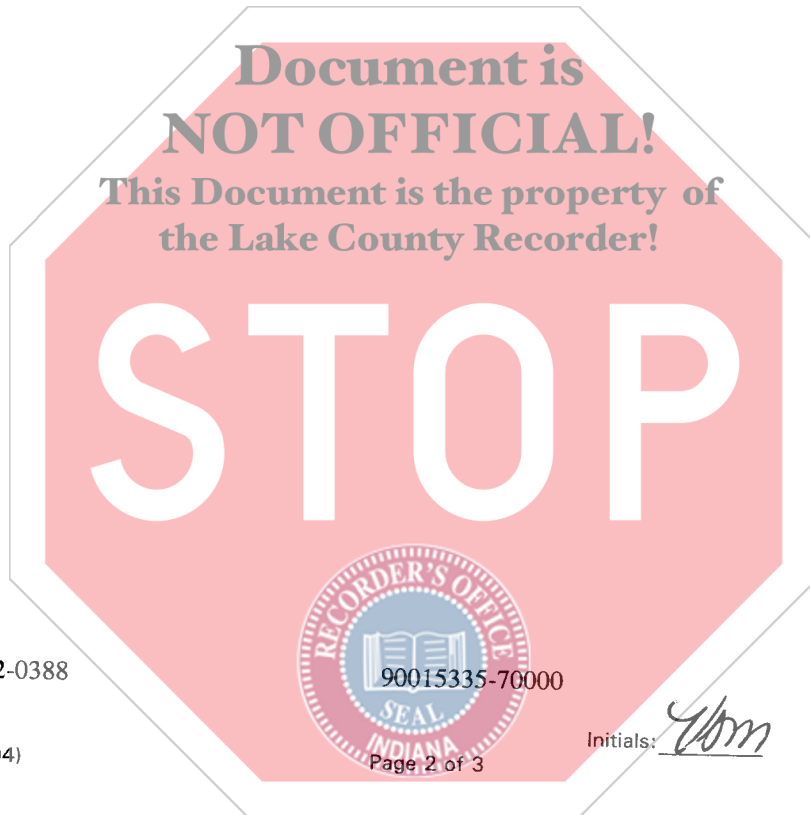 Document is
NOT OFFICIAL!
This Document is the property of
the Lake County Recorder!
STOP
RECORDER'S OFFICE
2-0388
90015335-70000
SEAL
INDIANA
Initials:
04)
Page 2 of 3